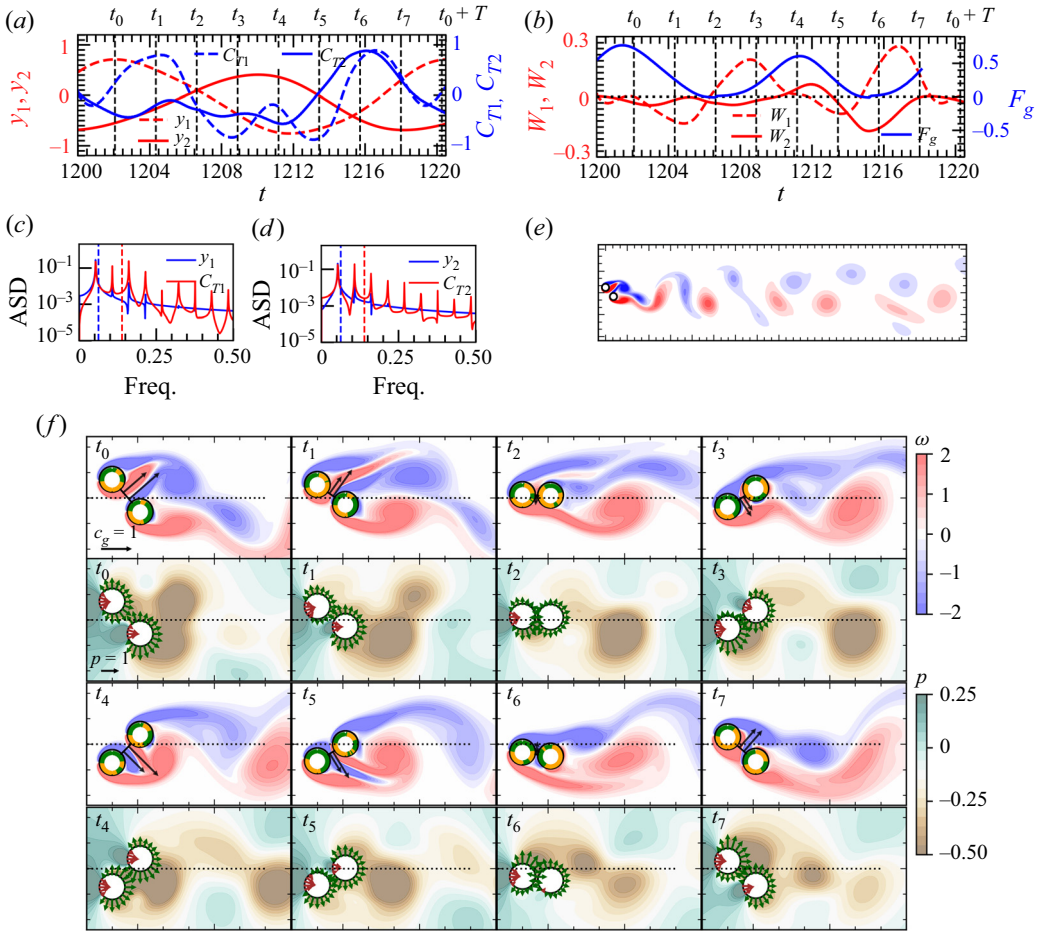 (a) t0 t1 t2 t3 t4 t5 t6 t7 t0 + T
(b) t0 t1 t2 t3 t4 t5 t6 t7 t0 + T
y1, y2
1
0
−1
CT1
CT2
y1
y2
1
0
−1
CT1, CT2
1200 1204 1208 1212 1216 1220
t
W1, W2
0.3
0
−0.3
W1
W2
Fg
0.5
0
−0.5
Fg
1200 1204 1208 1212 1216 1220
t
(c)
ASD
10−1
10−3
10−5
y1
CT1
0 0.25 0.50
Freq.
(d)
ASD
10−1
10−3
10−5
y2
CT2
0 0.25 0.50
Freq.
(e)
(f)
t0 t1 t2 t3
cg = 1
t0 t1 t2 t3
p = 1
t4 t5 t6 t7
t4 t5 t6 t7
ω
2
1
0
−1
−2
p
0.25
0
−0.25
−0.50